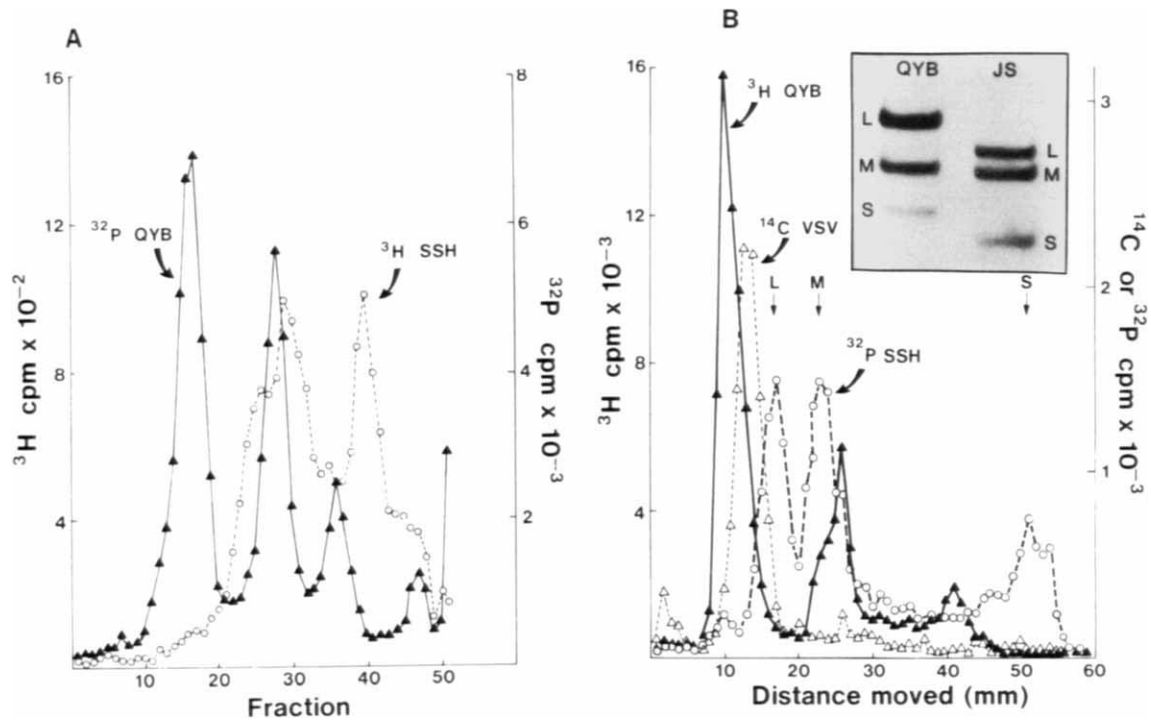 A
16
12
8
4
³H cpm x 10⁻²
³²P QYB
³H SSH
8
6
4
2
³²P cpm x 10⁻³
10 20 30 40 50
Fraction
B
16
12
8
4
³H cpm x 10⁻³
³H QYB
¹⁴C VSV
L M S
³²P SSH
QYB JS
L L
M M
S S
3
2
1
¹⁴C or ³²P cpm x 10⁻³
10 20 30 40 50 60
Distance moved (mm)